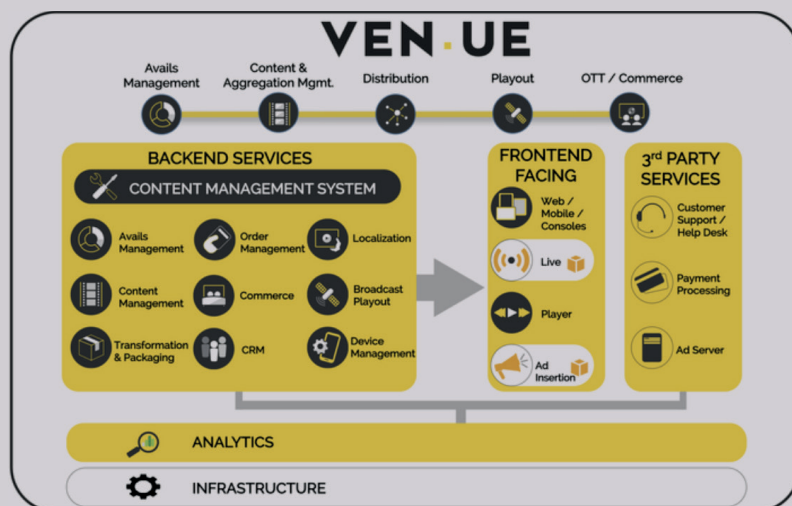 VEN·UE
Avails
Management
Content &
Aggregation Mgmt.
Distribution
Playout
OTT / Commerce
BACKEND SERVICES
CONTENT MANAGEMENT SYSTEM
Avails
Management
Order
Management
Localization
Content
Management
Commerce
Broadcast
Playout
Transformation
& Packaging
CRM
Device
Management
FRONTEND
FACING
Web /
Mobile /
Consoles
Live
Player
Ad
Insertion
3rd PARTY
SERVICES
Customer
Support /
Help Desk
Payment
Processing
Ad Server
ANALYTICS
INFRASTRUCTURE